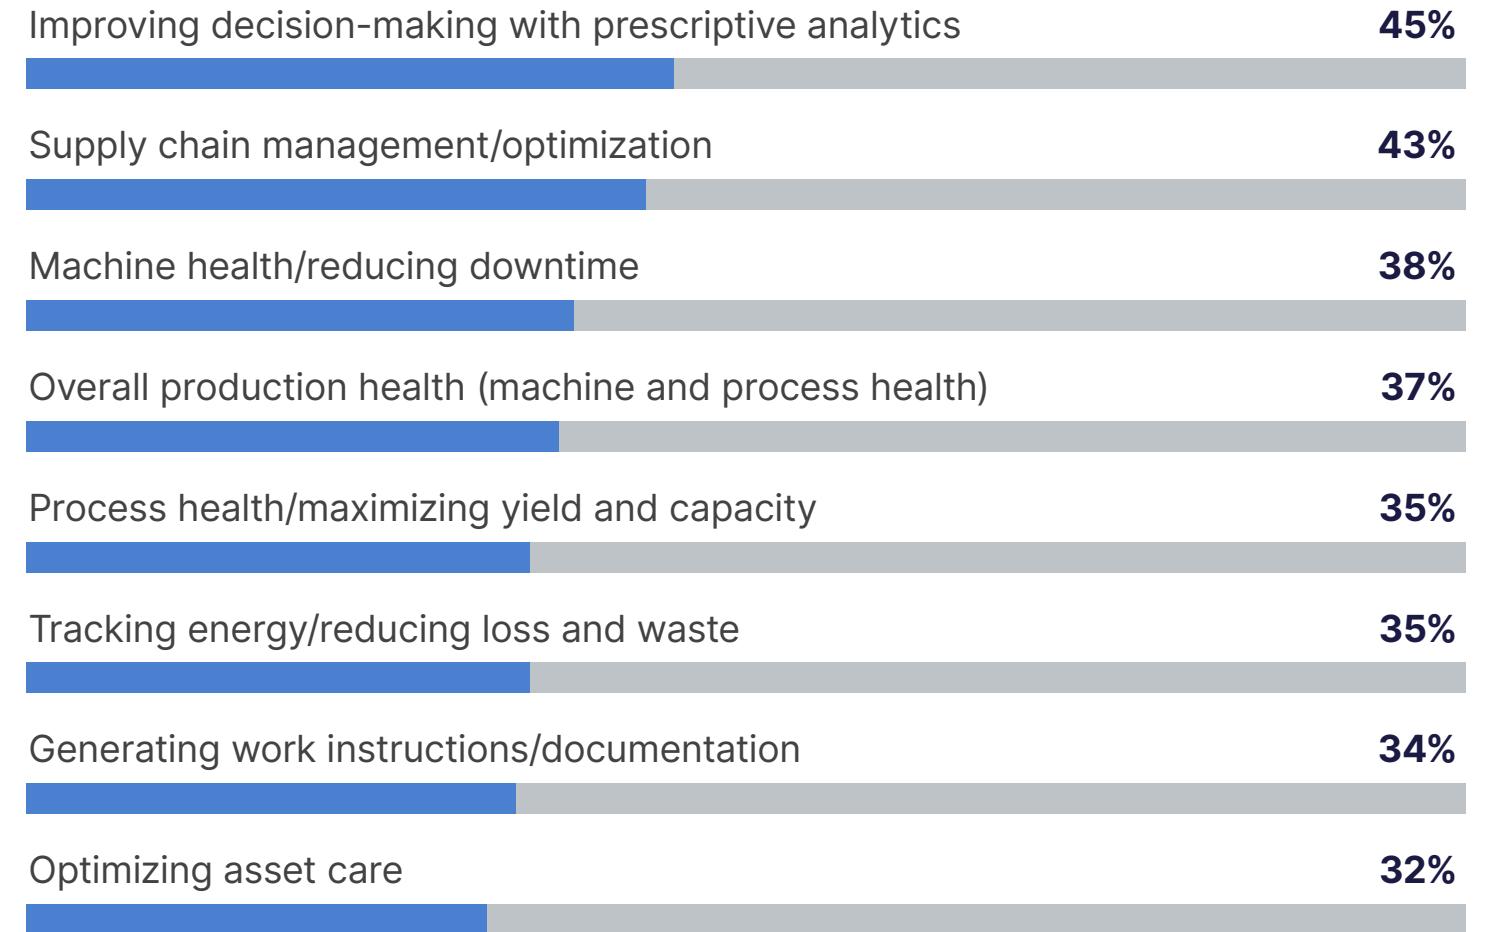 Improving decision-making with prescriptive analytics 45%
Supply chain management/optimization 43%
Machine health/reducing downtime 38%
Overall production health (machine and process health) 37%
Process health/maximizing yield and capacity 35%
Tracking energy/reducing loss and waste 35%
Generating work instructions/documentation 34%
Optimizing asset care 32%